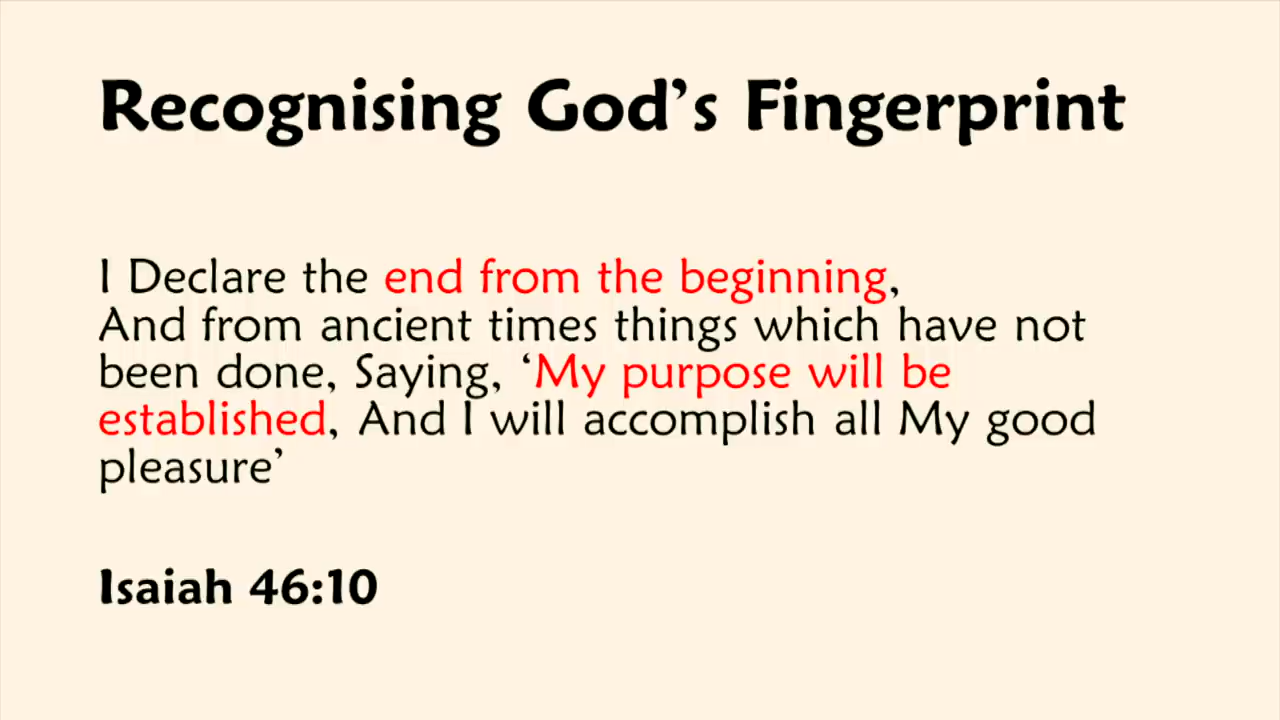 Recognising God’s Fingerprint
I Declare the end from the beginning,
And from ancient times things which have not
been done, Saying, ‘My purpose will be
established, And I will accomplish all My good
pleasure’
Isaiah 46:10